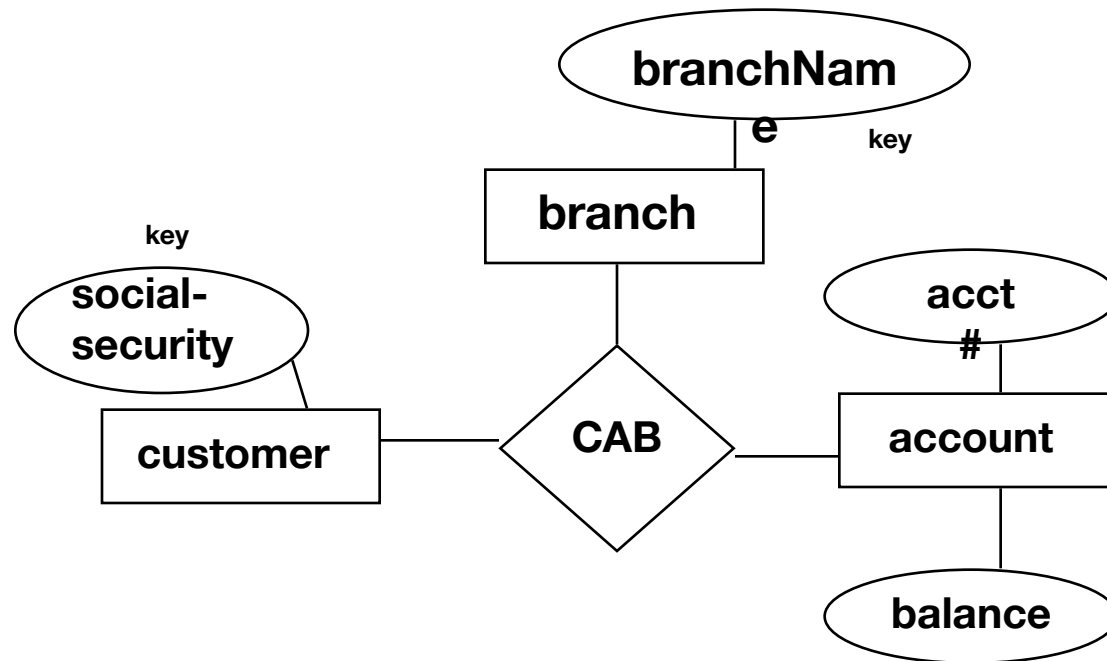 branchNam
e
key
branch
key
social-
security
acct
#
customer
CAB
account
balance